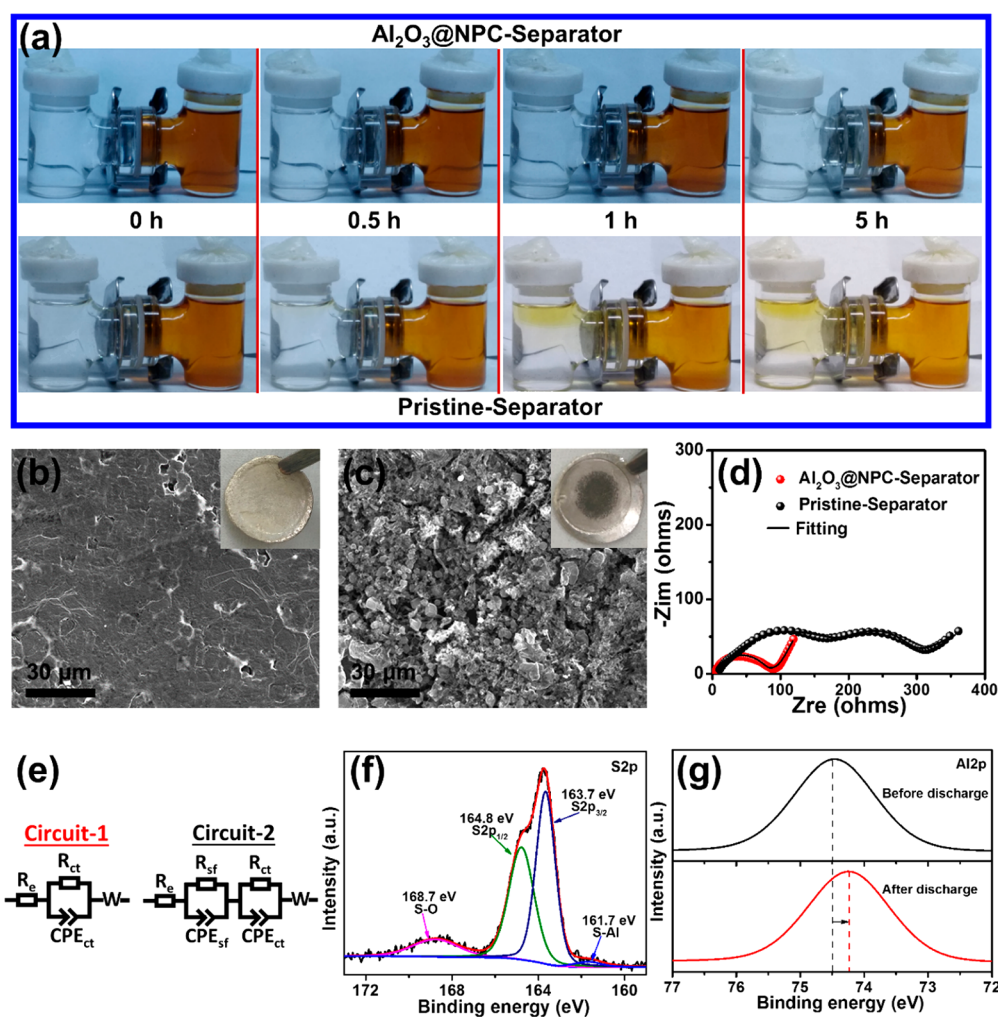 (a)
Al2O3@NPC-Separator
0 h
0.5 h
1 h
5 h
Pristine-Separator
(b)
30 μm
(c)
30 μm
(d)
300
200
100
0
0
100
200
300
400
-Zim (ohms)
Zre (ohms)
Al2O3@NPC-Separator
Pristine-Separator
Fitting
(e)
Circuit-1
Re
Rct
CPEct
W
Circuit-2
Re
Rsf
CPEsf
Rct
CPEct
W
(f)
S2p
163.7 eV
S2p3/2
164.8 eV
S2p1/2
168.7 eV
S-O
161.7 eV
S-Al
Intensity (a.u.)
172
168
164
160
Binding energy (eV)
(g)
Al2p
Before discharge
After discharge
Intensity (a.u.)
77
76
75
74
73
72
Binding energy (eV)